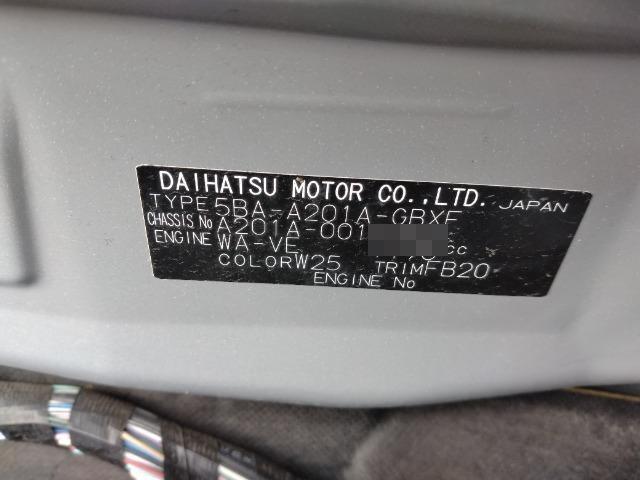 DAIHATSU MOTOR CO.,LTD. JAPAN
TYPE 5BA-A201A-GBXF
CHASSIS No A201A-001
ENGINE WA-VE cc
COLOR W25 TRIM FB20
ENGINE No